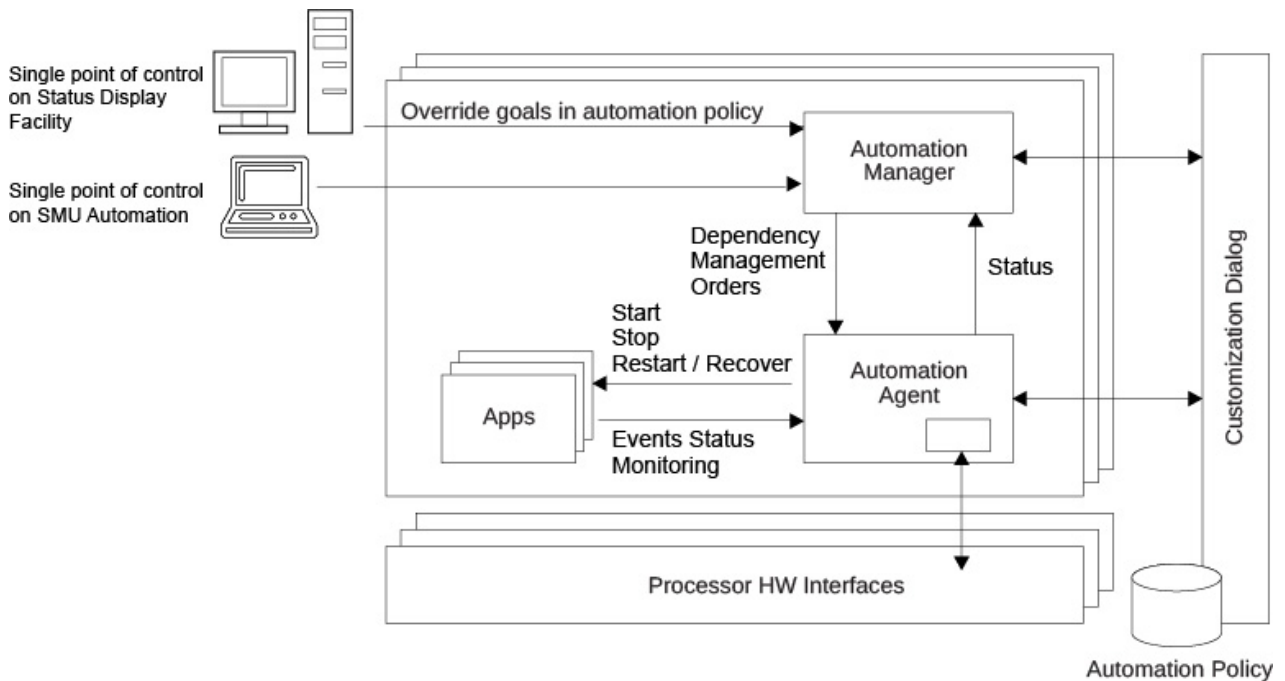 Single point of control
on Status Display
Facility
Override goals in automation policy
Automation
Manager
Single point of control
on SMU Automation
Dependency
Management
Orders
Status
Start
Stop
Restart / Recover
Automation
Agent
Apps
Events Status
Monitoring
Customization Dialog
Processor HW Interfaces
Automation Policy